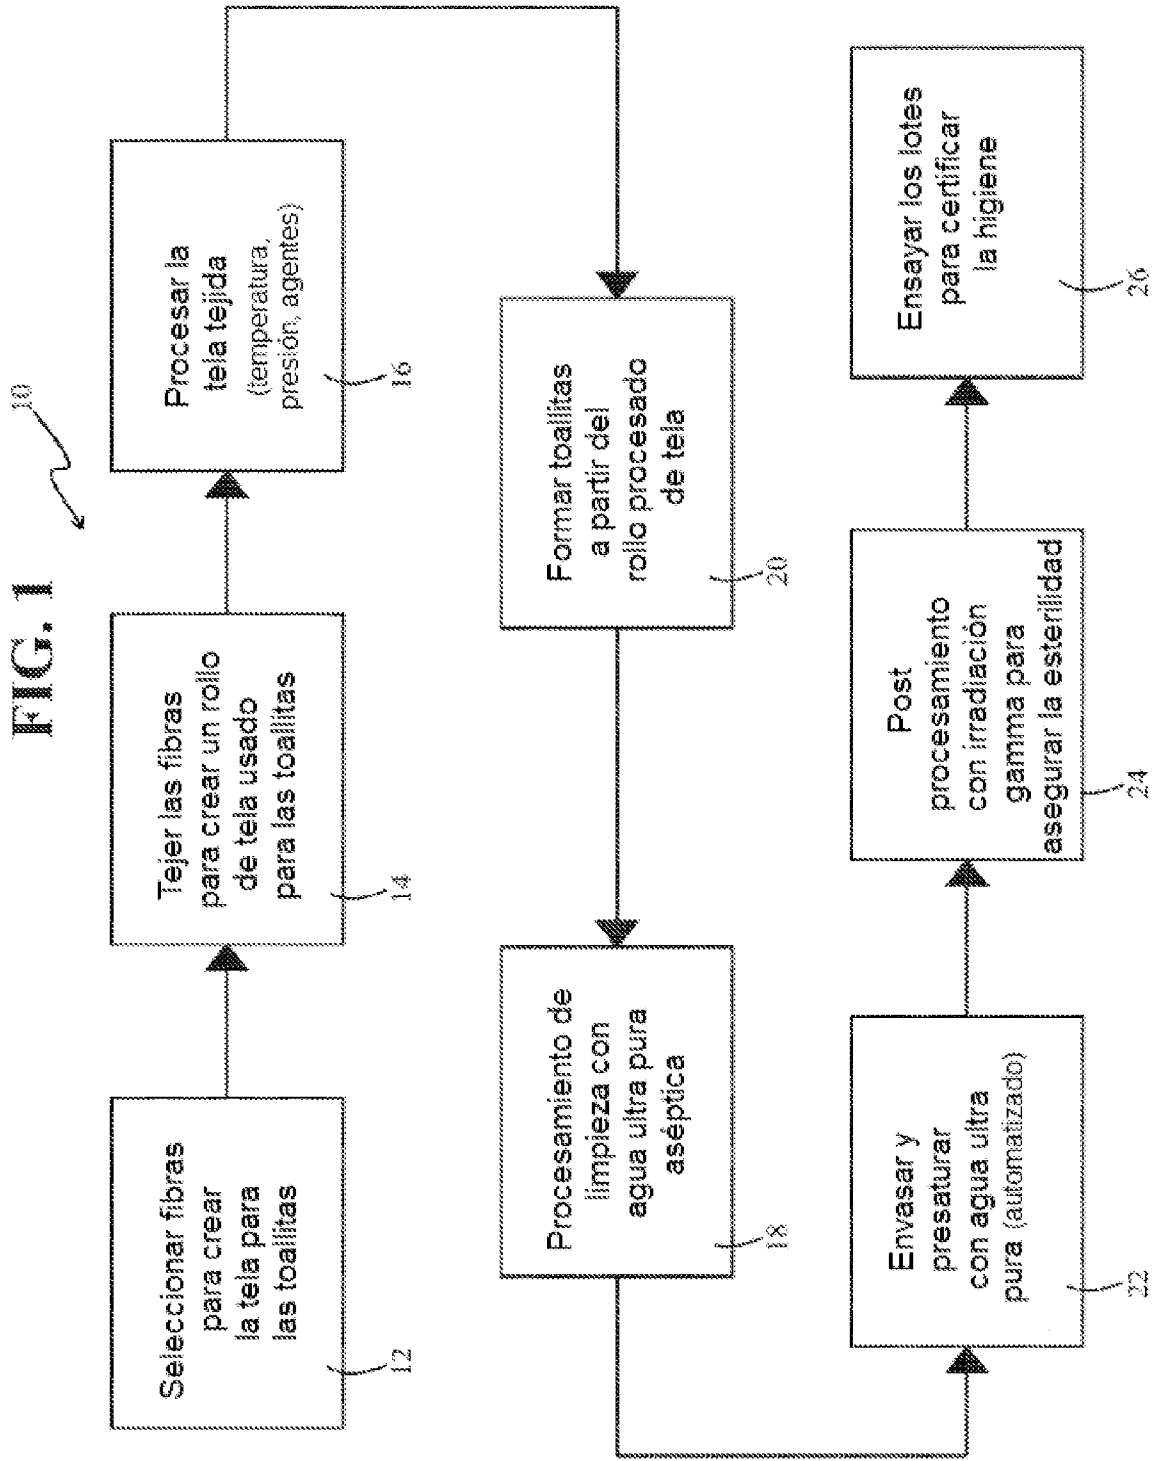 FIG. 1
10
Seleccionar fibras
para crear
la tela para
las toallitas
12
Tejer las fibras
para crear un rollo
de tela usado
para las toallitas
14
Procesar la
tela tejida
(temperatura,
presión, agentes)
16
Formar toallitas
a partir del
rollo procesado
de tela
20
Procesamiento de
limpieza con
agua ultra pura
aséptica
18
Envasar y
presaturar
con agua ultra
pura (automatizado)
22
Post
procesamiento
con irradiación
gamma para
asegurar la esterilidad
24
Ensayar los lotes
para certificar
la higiene
26